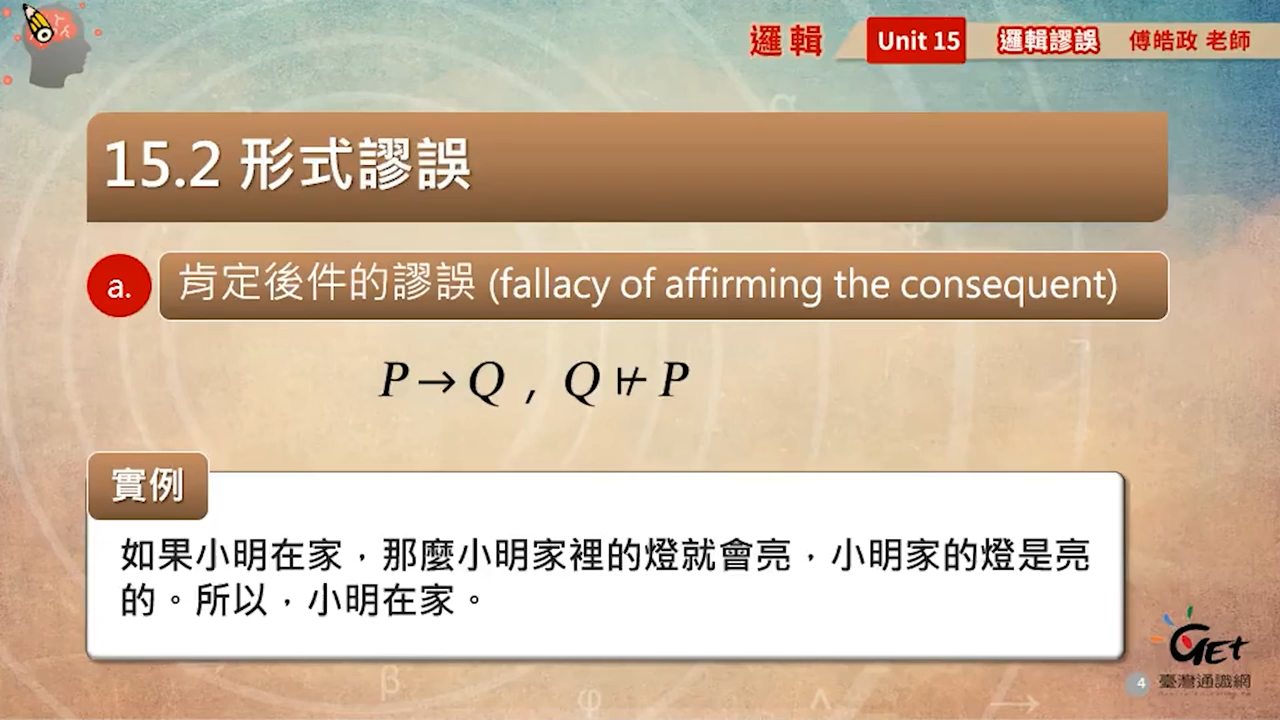 邏輯 Unit 15 邏輯謬誤 傅皓政 老師
15.2 形式謬誤
a. 肯定後件的謬誤 (fallacy of affirming the consequent)
P→Q , Q⊬P
實例
如果小明在家，那麼小明家裡的燈就會亮，小明家的燈是亮
的。所以，小明在家。
GET
4 臺灣通識網